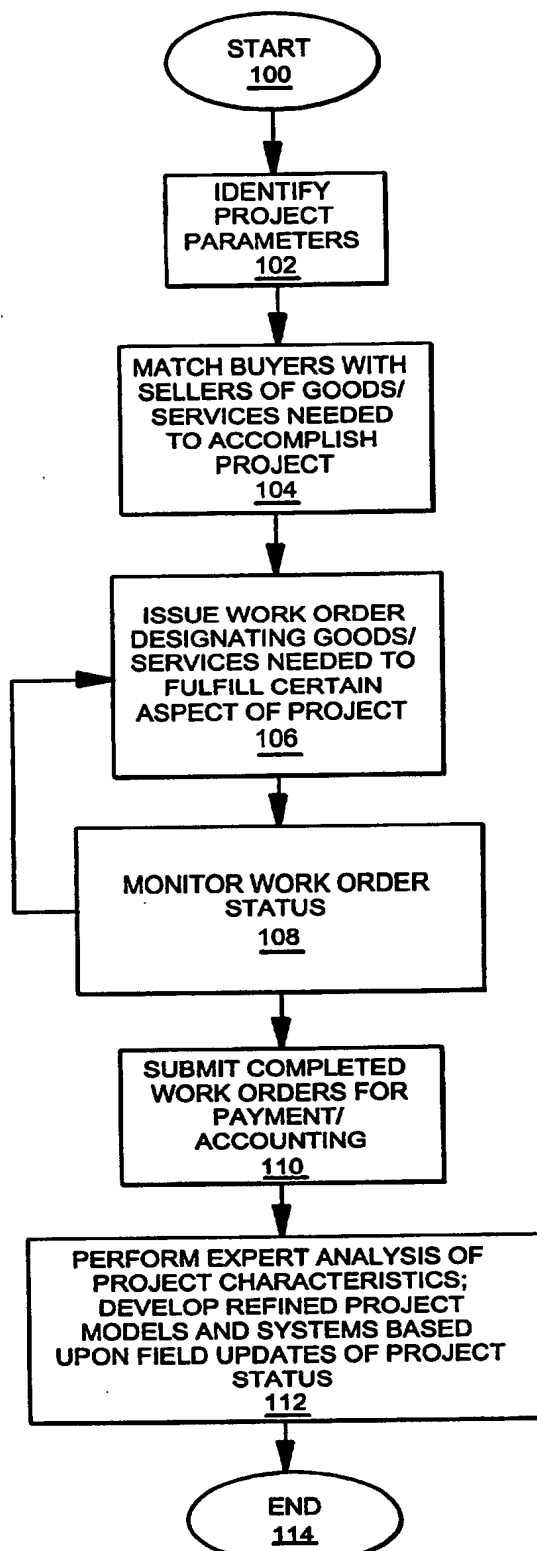 START
100
IDENTIFY
PROJECT
PARAMETERS
102
MATCH BUYERS WITH
SELLERS OF GOODS/
SERVICES NEEDED
TO ACCOMPLISH
PROJECT
104
ISSUE WORK ORDER
DESIGNATING GOODS/
SERVICES NEEDED TO
FULFILL CERTAIN
ASPECT OF PROJECT
106
MONITOR WORK ORDER
STATUS
108
SUBMIT COMPLETED
WORK ORDERS FOR
PAYMENT/
ACCOUNTING
110
PERFORM EXPERT ANALYSIS OF
PROJECT CHARACTERISTICS;
DEVELOP REFINED PROJECT
MODELS AND SYSTEMS BASED
UPON FIELD UPDATES OF PROJECT
STATUS
112
END
114